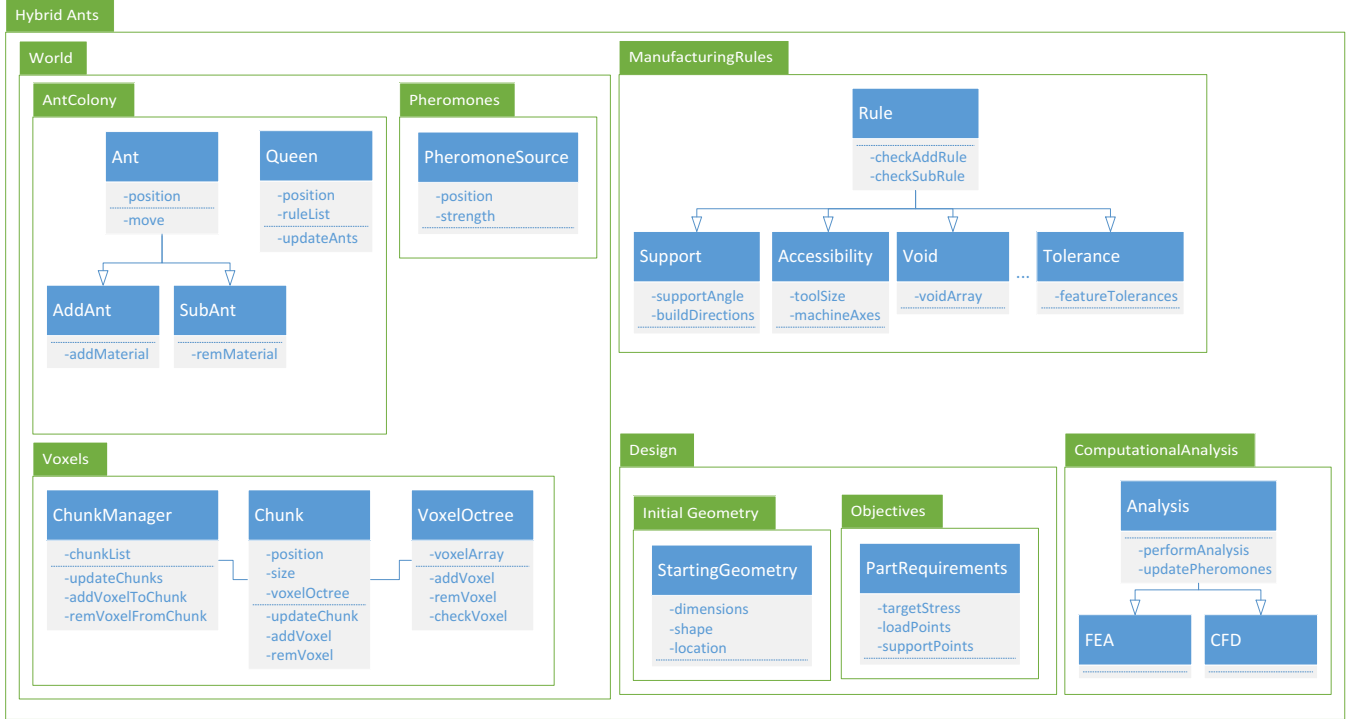 Hybrid Ants
World
AntColony
Ant
-position
-move
Queen
-position
-ruleList
-updateAnts
AddAnt
-addMaterial
SubAnt
-remMaterial
Pheromones
PheromoneSource
-position
-strength
Voxels
ChunkManager
-chunkList
-updateChunks
-addVoxelToChunk
-remVoxelFromChunk
Chunk
-position
-size
-voxelOctree
-updateChunk
-addVoxel
-remVoxel
VoxelOctree
-voxelArray
-addVoxel
-remVoxel
-checkVoxel
ManufacturingRules
Rule
-checkAddRule
-checkSubRule
Support
-supportAngle
-buildDirections
Accessibility
-toolSize
-machineAxes
Void
-voidArray
...
Tolerance
-featureTolerances
Design
Initial Geometry
StartingGeometry
-dimensions
-shape
-location
Objectives
PartRequirements
-targetStress
-loadPoints
-supportPoints
ComputationalAnalysis
Analysis
-performAnalysis
-updatePheromones
FEA
CFD